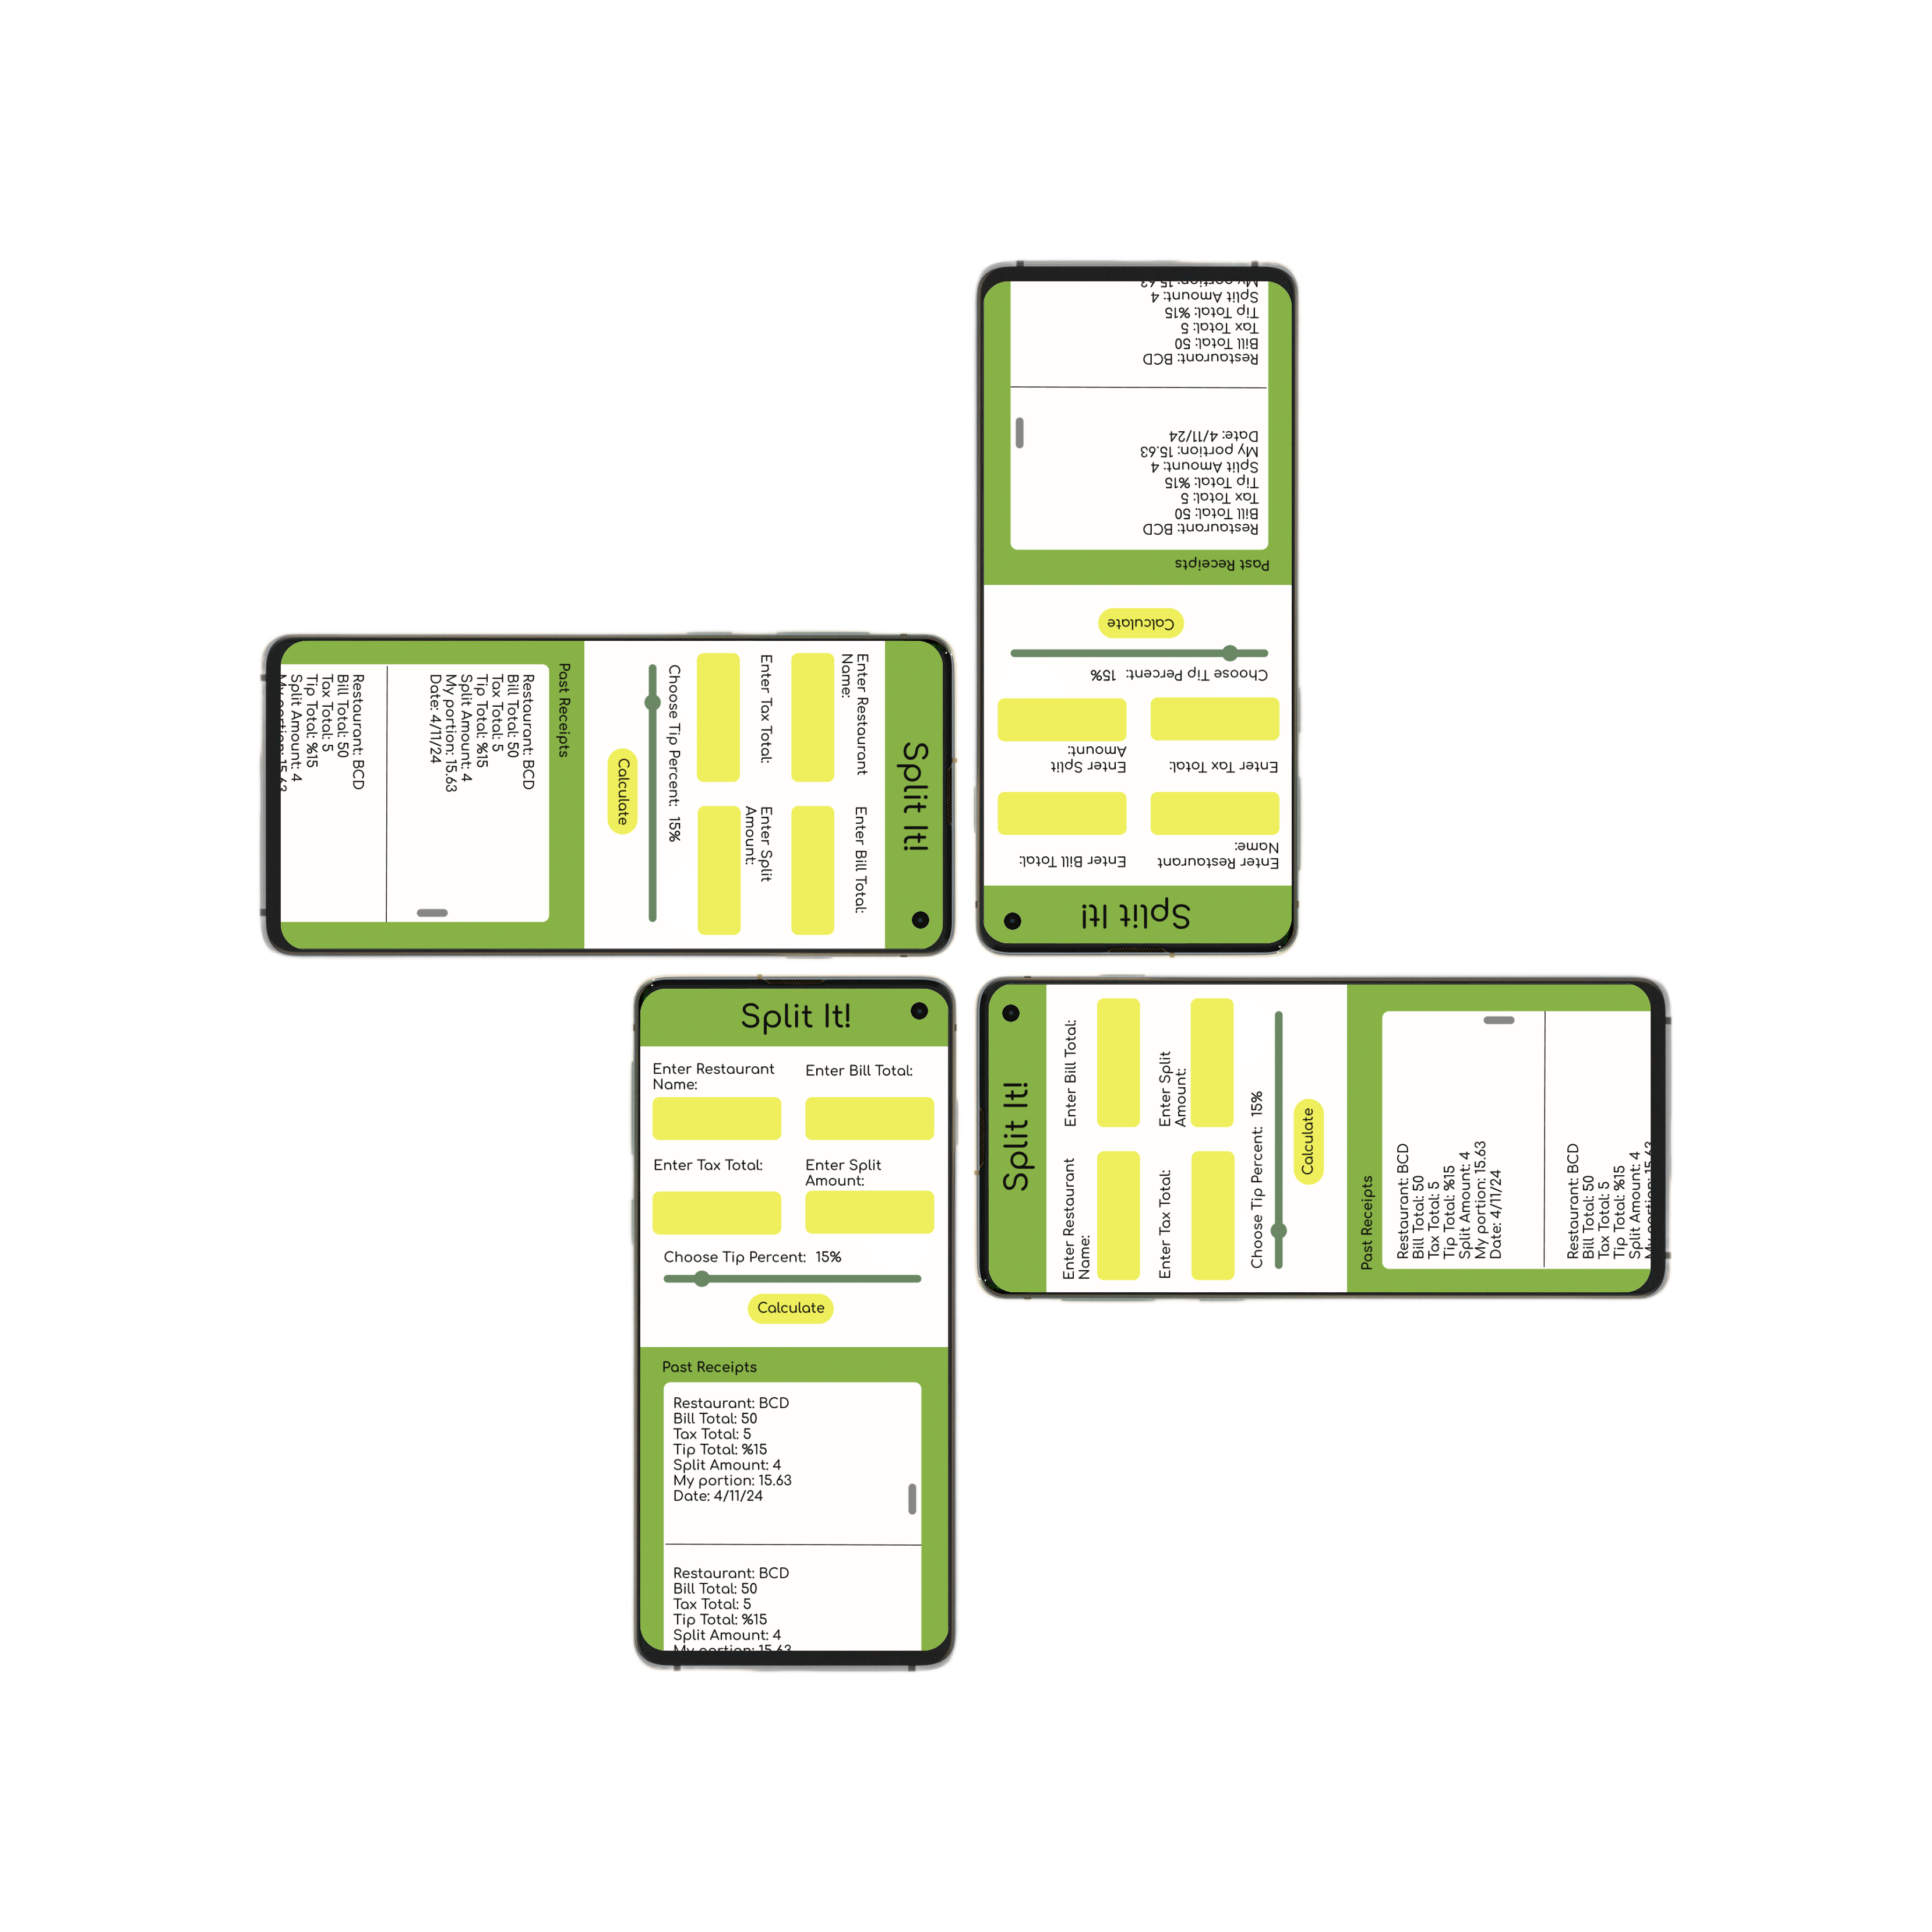 Restaurant: BCD
Bill Total: 50
Tax Total: 5
Tip Total: %15
Split Amount: 4
My portion: 15.63
Restaurant: BCD
Bill Total: 50
Tax Total: 5
Tip Total: %15
Split Amount: 4
My portion: 15.63
Date: 4/11/24
Past Receipts
Calculate
Choose Tip Percent: 15%
Enter Tax Total:
Enter Split
Amount:
Enter Restaurant
Name:
Enter Bill Total:
Split It!
Split It!
Enter Restaurant
Name:
Enter Bill Total:
Enter Tax Total:
Enter Split
Amount:
Choose Tip Percent: 15%
Calculate
Past Receipts
Restaurant: BCD
Bill Total: 50
Tax Total: 5
Tip Total: %15
Split Amount: 4
My portion: 15.63
Date: 4/11/24
Restaurant: BCD
Bill Total: 50
Tax Total: 5
Tip Total: %15
Split Amount: 4
My portion: 15.63
Split It!
Enter Restaurant
Name:
Enter Bill Total:
Enter Tax Total:
Enter Split
Amount:
Choose Tip Percent: 15%
Calculate
Past Receipts
Restaurant: BCD
Bill Total: 50
Tax Total: 5
Tip Total: %15
Split Amount: 4
My portion: 15.63
Date: 4/11/24
Restaurant: BCD
Bill Total: 50
Tax Total: 5
Tip Total: %15
Split Amount: 4
My portion: 15.63
Split It!
Enter Restaurant
Name:
Enter Bill Total:
Enter Tax Total:
Enter Split
Amount:
Choose Tip Percent: 15%
Calculate
Past Receipts
Restaurant: BCD
Bill Total: 50
Tax Total: 5
Tip Total: %15
Split Amount: 4
My portion: 15.63
Date: 4/11/24
Restaurant: BCD
Bill Total: 50
Tax Total: 5
Tip Total: %15
Split Amount: 4
My portion: 15.63